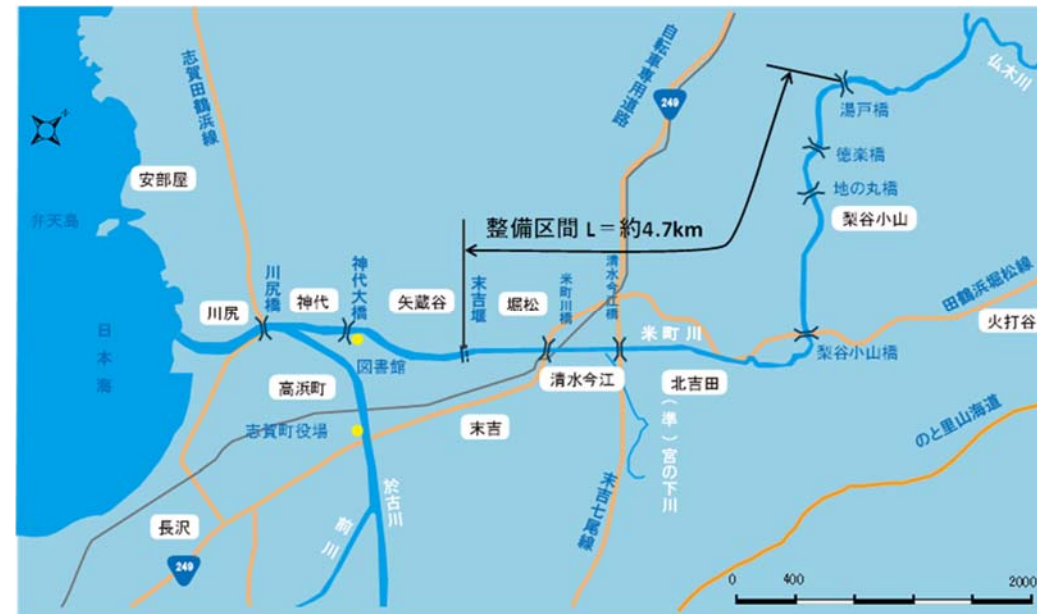 志賀田鶴浜線
自転車専用道路
249
仏木川
湯戸橋
徳楽橋
地の丸橋
梨谷小山
安部屋
弁天島
整備区間 L=約4.7km
清水今江橋
米町川橋
末吉堰
神代大橋
川尻橋
川尻
神代
矢蔵谷
堀松
米町川
田鶴浜堀松線
火打谷
梨谷小山橋
日本海
図書館
高浜町
清水今江
北吉田
志賀町役場
末吉
(準)宮の下川
のと里山海道
於古川
前川
末吉七尾線
長沢
249
0 400 2000